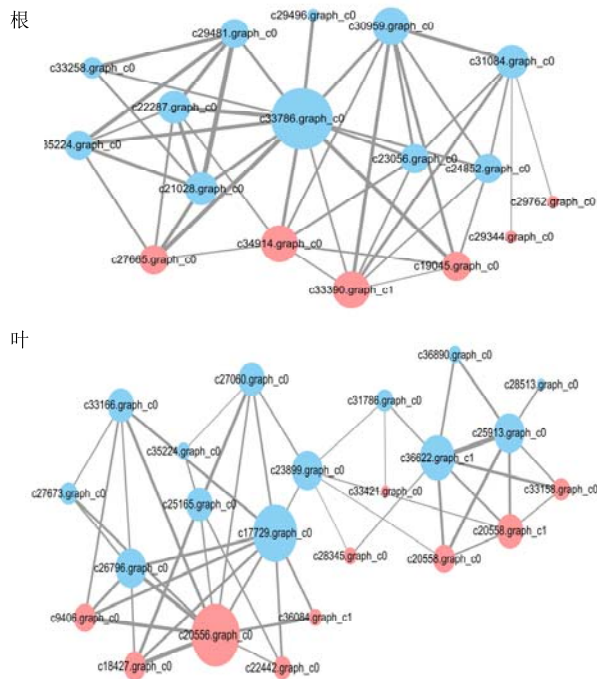 根
c29496.graph_c0
c30959.graph_c0
c29481.graph_c0
c31084.graph_c0
c33258.graph_c0
c22287.graph_c0
c33786.graph_c0
35224.graph_c0
c23056.graph_c0
c24852.graph_c0
c21028.graph_c0
c29762.graph_c0
c29344.graph_c0
c34914.graph_c0
c27665.graph_c0
c19045.graph_c0
c33390.graph_c1
叶
c36890.graph_c0
c27060.graph_c0
c28513.graph_c0
c33166.graph_c0
c31786.graph_c0
c25913.graph_c0
c35224.graph_c0
c36622.graph_c1
c23899.graph_c0
c27673.graph_c0
c33421.graph_c0
c33158.graph_c0
c25165.graph_c0
c17729.graph_c0
c20558.graph_c1
c28345.graph_c0
c20558.graph_c0
c26796.graph_c0
c9406.graph_c0
c36084.graph_c1
c20556.graph_c0
c18427.graph_c0
c22442.graph_c0